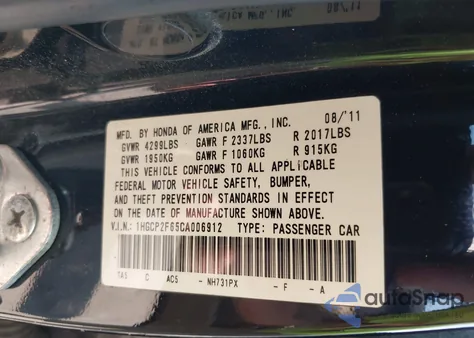 MFD. BY HONDA OF AMERICA MFG., INC. 08/'11
GVWR 4299LBS GAWR F 2337LBS R 2017LBS
GVWR 1950KG GAWR F 1060KG R 915KG
THIS VEHICLE CONFORMS TO ALL APPLICABLE
FEDERAL MOTOR VEHICLE SAFETY, BUMPER,
AND THEFT PREVENTION STANDARDS IN EFFECT
ON THE DATE OF MANUFACTURE SHOWN ABOVE.
V.I.N.: 1HGCP2F65CA006912 TYPE: PASSENGER CAR
TA5 C AC5 - NH731PX - F - A
autoSnap